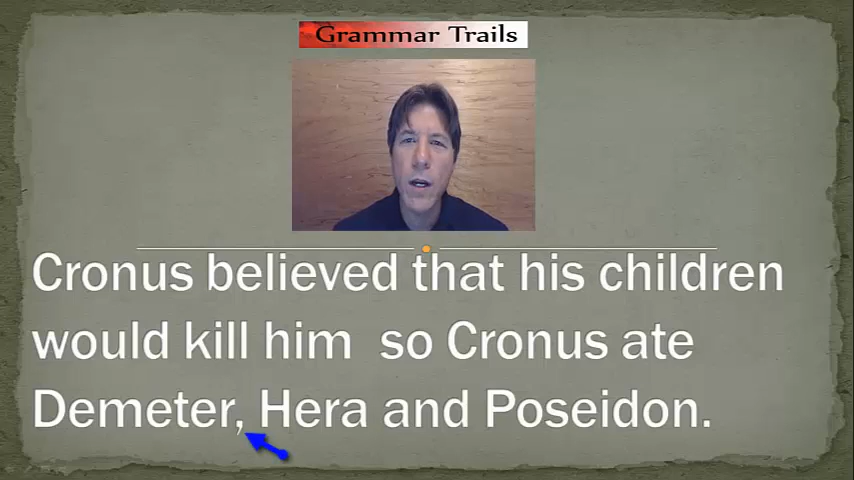 Grammar Trails
Cronus believed that his children
would kill him  so Cronus ate
Demeter, Hera and Poseidon.